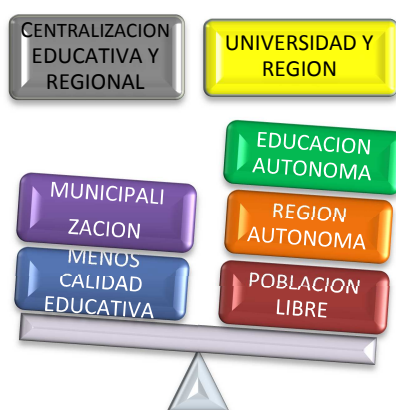 CENTRALIZACION
EDUCATIVA Y
REGIONAL
UNIVERSIDAD Y
REGION
EDUCACION
AUTONOMA
MUNICIPALI
ZACION
REGION
AUTONOMA
MENOS
CALIDAD
EDUCATIVA
POBLACION
LIBRE